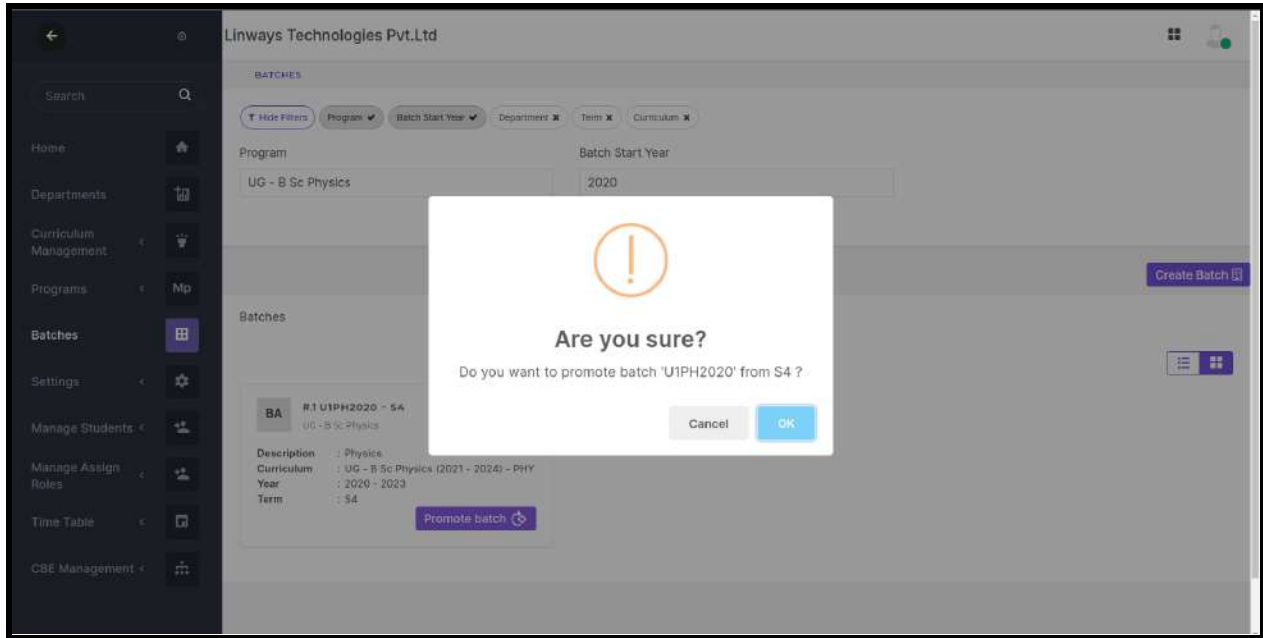 Linways Technologies Pvt.Ltd
BATCHES
Search
Hide Filters Program Batch Start Year Department Term Curriculum
Home
Program Batch Start Year
UG - B Sc Physics 2020
Departments
Curriculum
Management
Programs Mp
Create Batch
Batches
Batches
Are you sure?
Do you want to promote batch 'U1PH2020' from S4 ?
Cancel OK
Settings
Manage Students
Manage Assign
Roles
Time Table
CBE Management
BA #.1 U1PH2020 - S4
UG - B Sc Physics
Description : Physics
Curriculum : UG - B Sc Physics (2021 - 2024) - PHY
Year : 2020 - 2023
Term : S4
Promote batch